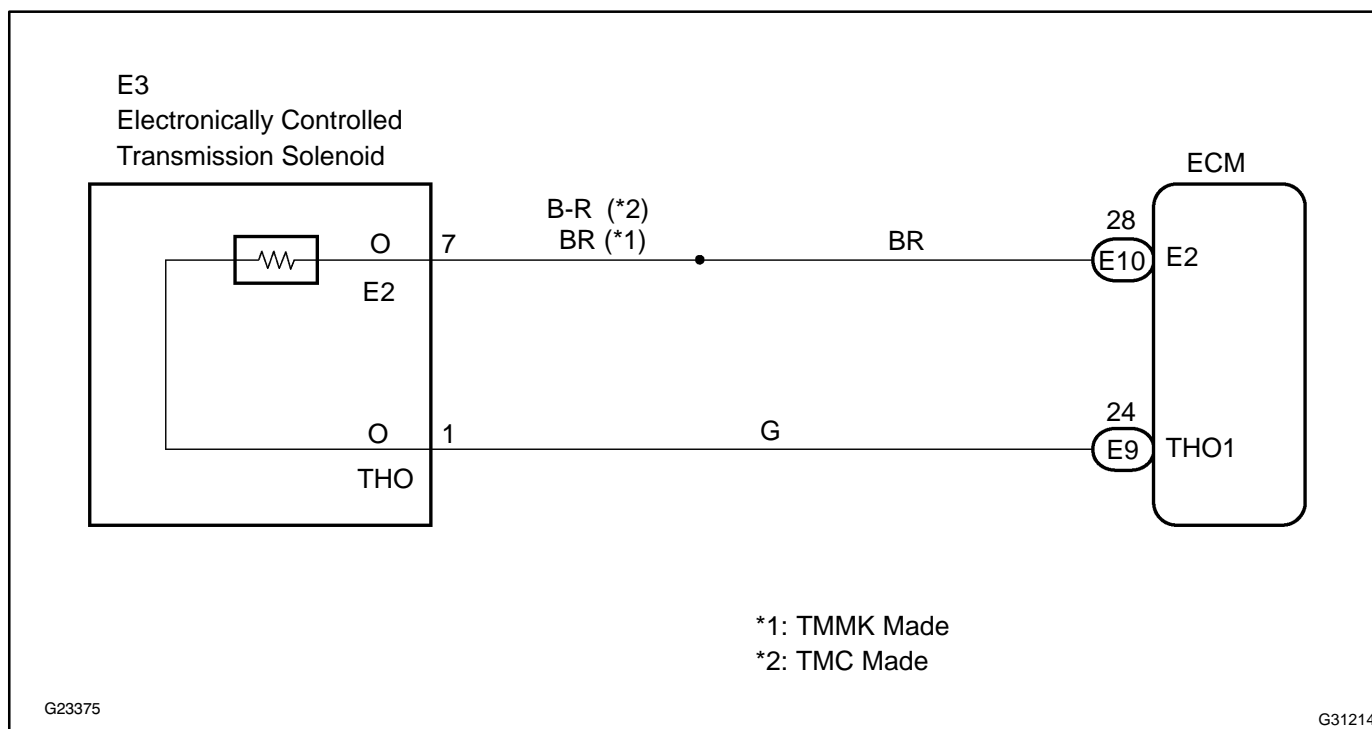 E3
Electronically Controlled
Transmission Solenoid
ECM
B-R (*2)
BR (*1)
BR
O
7
E2
28
E10
E2
O
1
THO
G
24
E9
THO1
*1: TMMK Made
*2: TMC Made
G23375
G31214